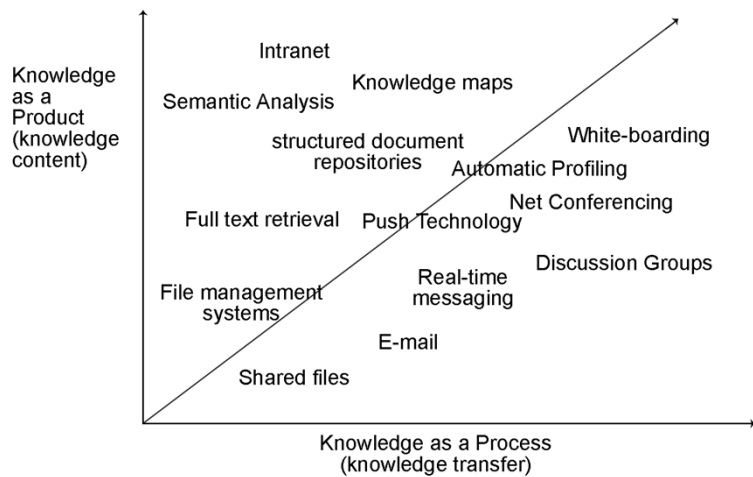 Intranet
Knowledge
as a
Product
(knowledge
content)
Knowledge maps
Semantic Analysis
structured document
repositories
White-boarding
Automatic Profiling
Net Conferencing
Full text retrieval
Push Technology
Discussion Groups
Real-time
messaging
File management
systems
E-mail
Shared files
Knowledge as a Process
(knowledge transfer)